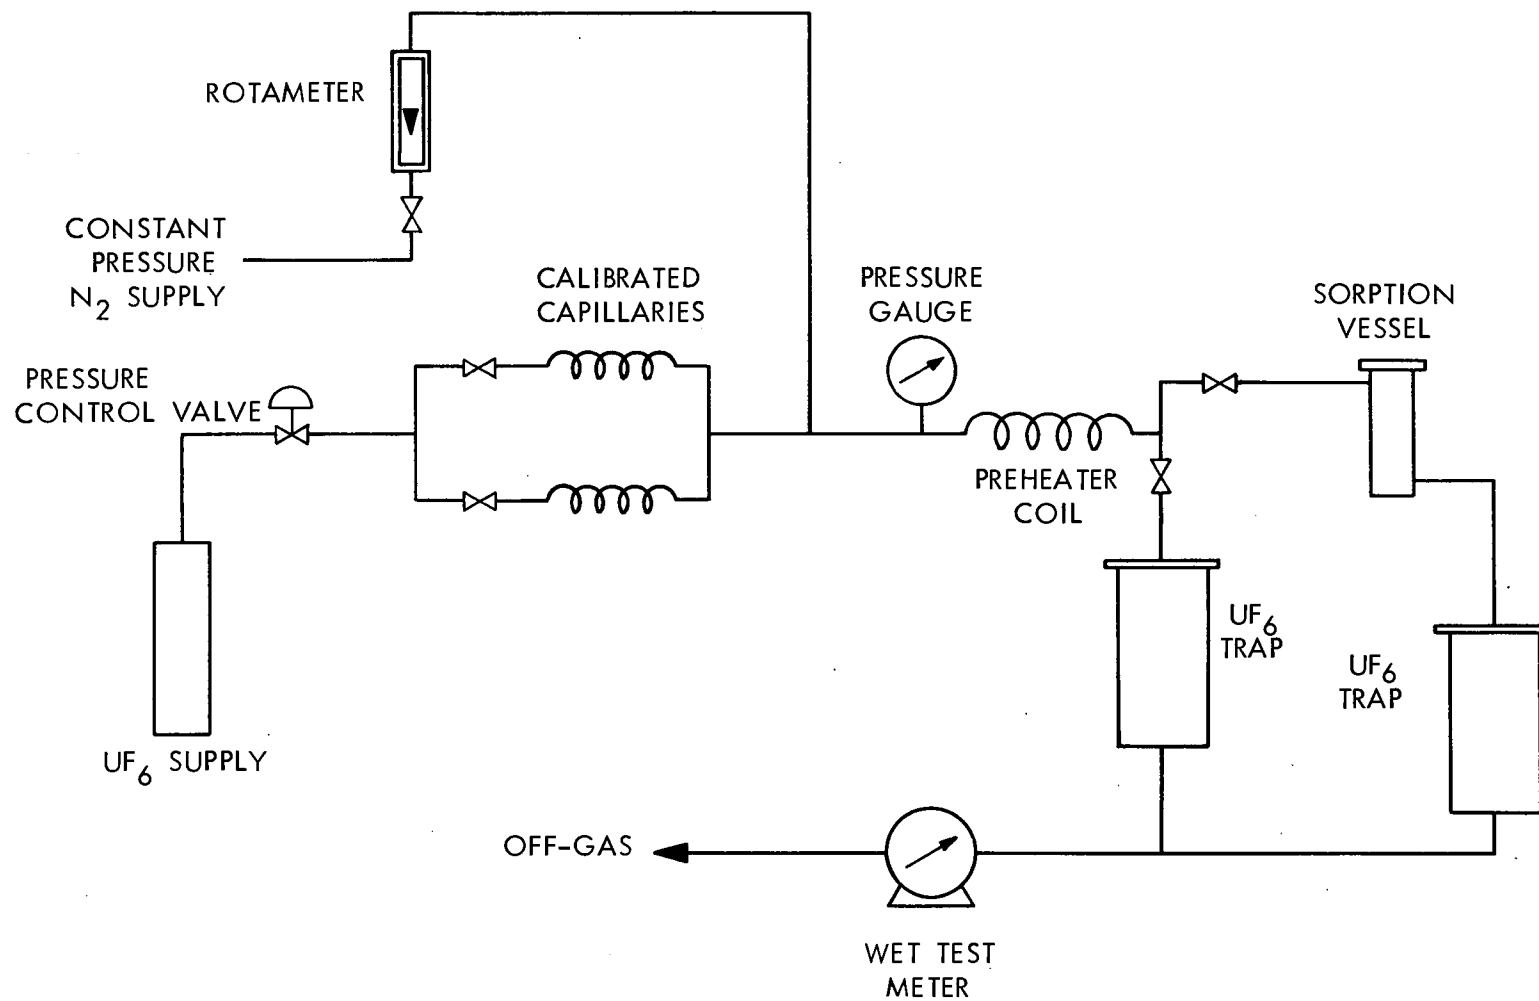 ROTAMETER
CONSTANT
PRESSURE
N2 SUPPLY
CALIBRATED
CAPILLARIES
PRESSURE
GAUGE
SORPTION
VESSEL
PRESSURE
CONTROL VALVE
PREHEATER
COIL
UF6
TRAP
UF6
TRAP
UF6 SUPPLY
OFF-GAS
WET TEST
METER